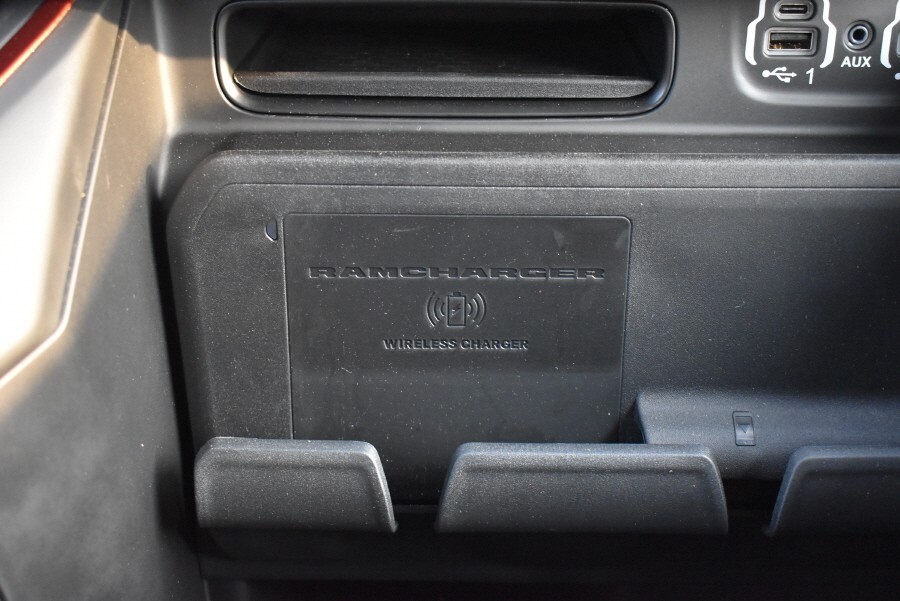 1
AUX
RAMCHARGER
WIRELESS CHARGER